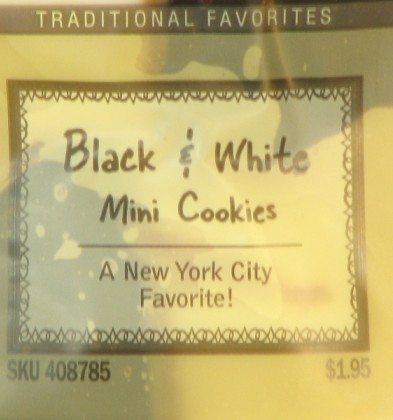 TRADITIONAL FAVORITES
Black & White
Mini Cookies
A New York City
Favorite!
SKU 408785 $1.95